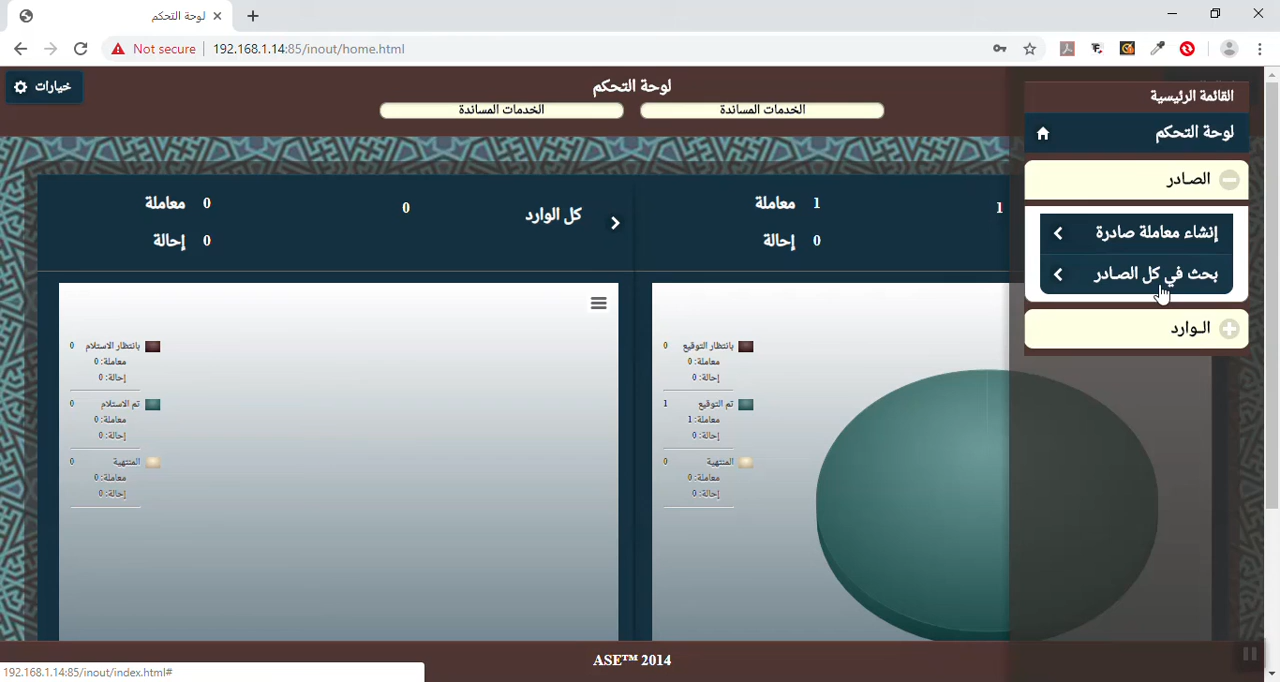 لوحة التحكم
Not secure
192.168.1.14:85/inout/home.html
خيارات
لوحة التحكم
الخدمات المساندة
الخدمات المساندة
القائمة الرئيسية
لوحة التحكم
الصادر
إنشاء معاملة صادرة
بحث في كل الصادر
الوارد
1
1 معاملة
0 إحالة
كل الوارد
0
0 معاملة
0 إحالة
بانتظار التوقيع 0
معاملة: 0
إحالة: 0
تم التوقيع 1
معاملة: 1
إحالة: 0
المنتهية 0
معاملة: 0
إحالة: 0
بانتظار الاستلام 0
معاملة: 0
إحالة: 0
تم الاستلام 0
معاملة: 0
إحالة: 0
المنتهية 0
معاملة: 0
إحالة: 0
ASE™ 2014
192.168.1.14:85/inout/index.html#